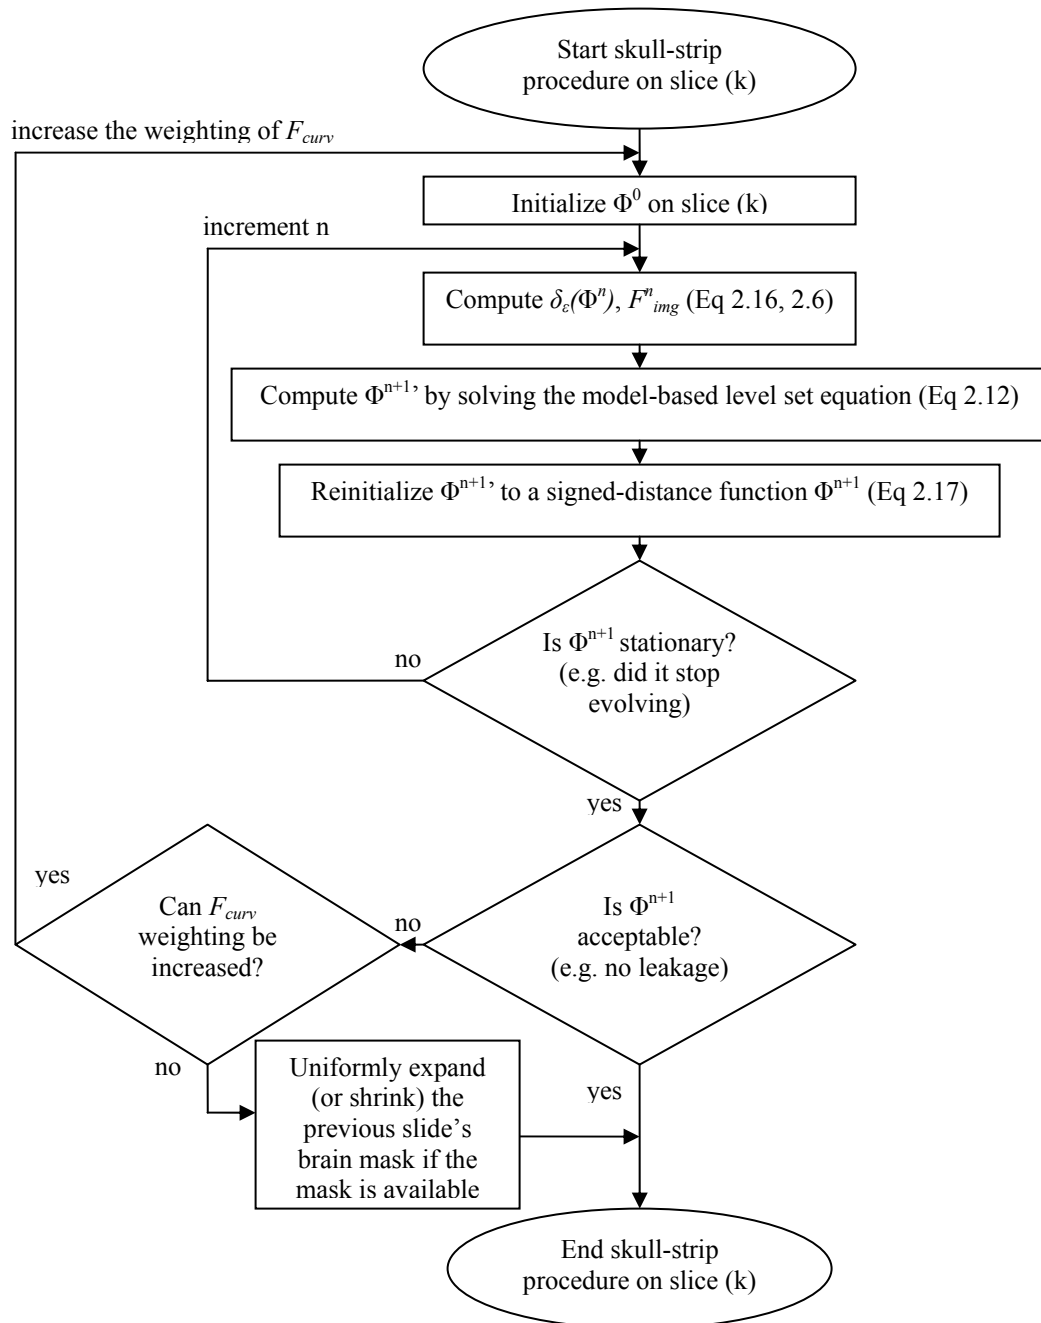 Start skull-strip
procedure on slice (k)
increase the weighting of F_curv
Initialize Φ^0 on slice (k)
increment n
Compute δ_ε(Φ^n), F^n_img (Eq 2.16, 2.6)
Compute Φ^n+1’ by solving the model-based level set equation (Eq 2.12)
Reinitialize Φ^n+1’ to a signed-distance function Φ^n+1 (Eq 2.17)
Is Φ^n+1 stationary?
(e.g. did it stop
evolving)
no
yes
Is Φ^n+1
acceptable?
(e.g. no leakage)
no
yes
Can F_curv
weighting be
increased?
yes
no
Uniformly expand
(or shrink) the
previous slide’s
brain mask if the
mask is available
End skull-strip
procedure on slice (k)